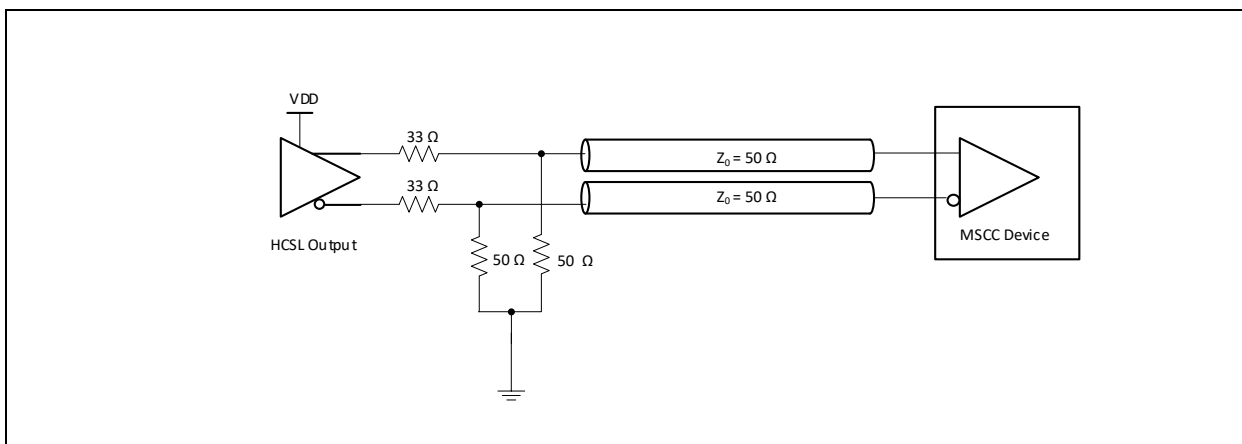 VDD
33 Ω
33 Ω
Z₀ = 50 Ω
Z₀ = 50 Ω
HCSL Output
MSCC Device
50 Ω
50 Ω